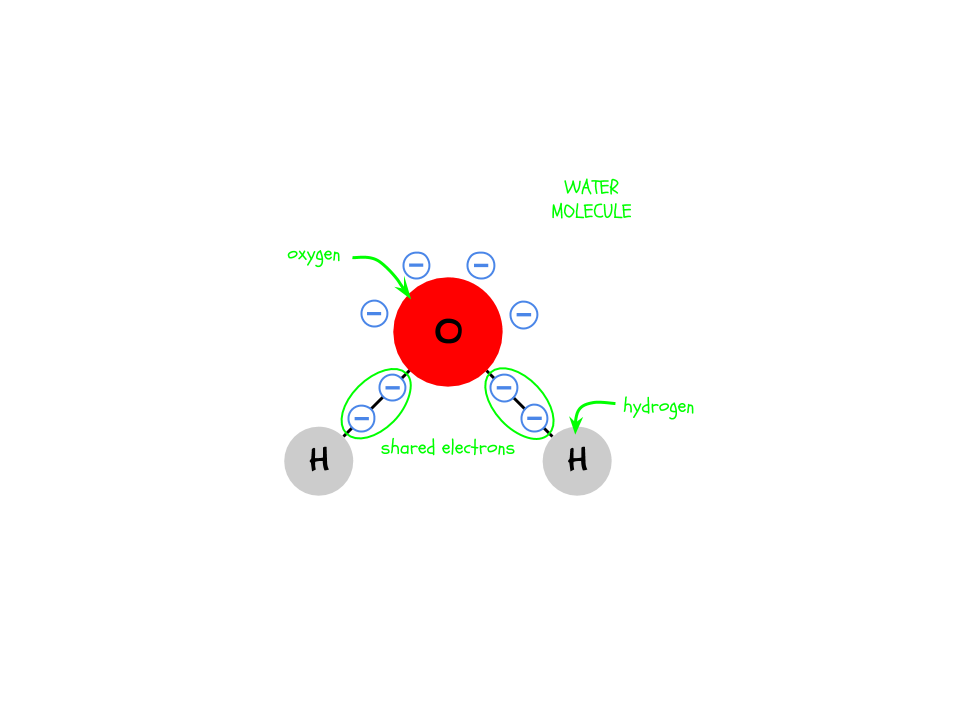 WATER
MOLECULE
oxygen
O
hydrogen
shared electrons
H
H